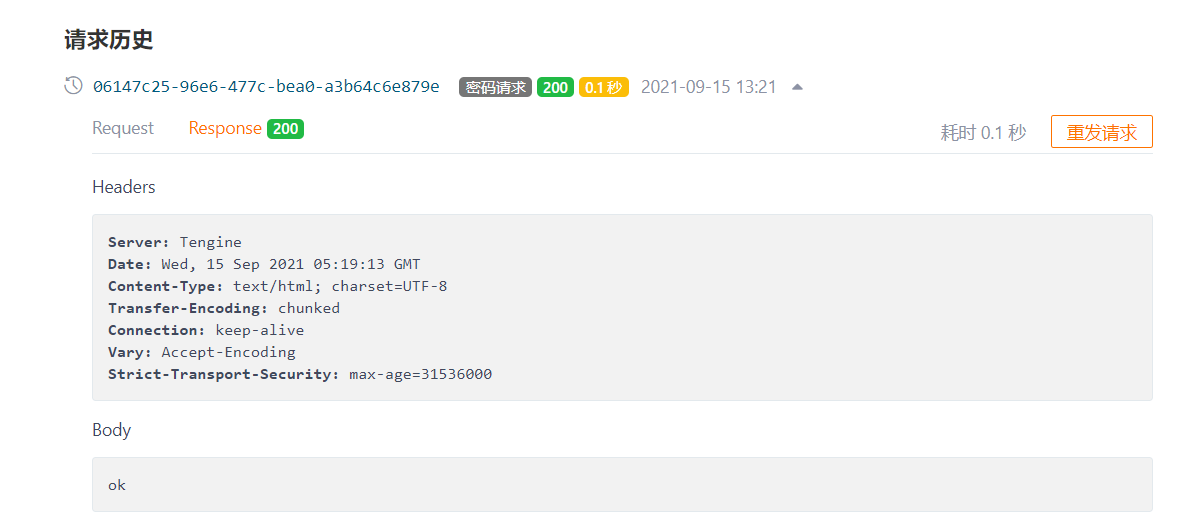 请求历史
06147c25-96e6-477c-bea0-a3b64c6e879e 密码请求 200 0.1 秒 2021-09-15 13:21
Request Response 200 耗时 0.1 秒 重发请求
Headers
Server: Tengine
Date: Wed, 15 Sep 2021 05:19:13 GMT
Content-Type: text/html; charset=UTF-8
Transfer-Encoding: chunked
Connection: keep-alive
Vary: Accept-Encoding
Strict-Transport-Security: max-age=31536000
Body
ok